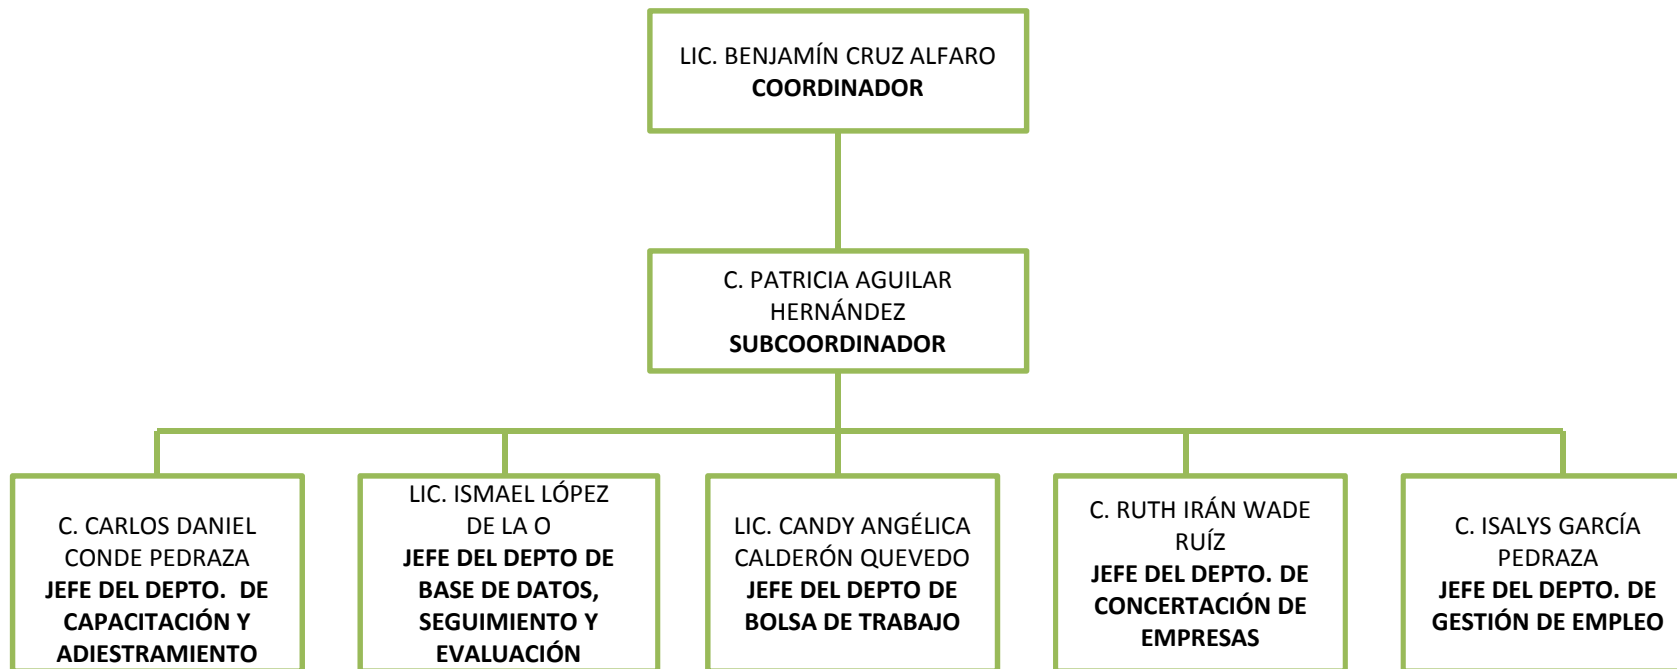 LIC. BENJAMÍN CRUZ ALFARO
COORDINADOR
C. PATRICIA AGUILAR
HERNÁNDEZ
SUBCOORDINADOR
C. CARLOS DANIEL
CONDE PEDRAZA
JEFE DEL DEPTO. DE
CAPACITACIÓN Y
ADIESTRAMIENTO
LIC. ISMAEL LÓPEZ
DE LA O
JEFE DEL DEPTO DE
BASE DE DATOS,
SEGUIMIENTO Y
EVALUACIÓN
LIC. CANDY ANGÉLICA
CALDERÓN QUEVEDO
JEFE DEL DEPTO DE
BOLSA DE TRABAJO
C. RUTH IRÁN WADE
RUÍZ
JEFE DEL DEPTO. DE
CONCERTACIÓN DE
EMPRESAS
C. ISALYS GARCÍA
PEDRAZA
JEFE DEL DEPTO. DE
GESTIÓN DE EMPLEO